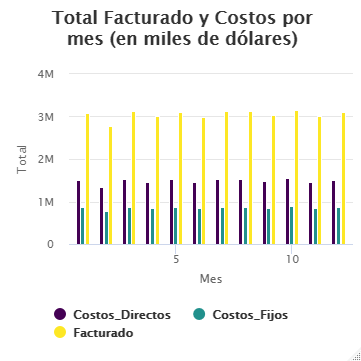 Total Facturado y Costos por
mes (en miles de dólares)
4M
3M
2M
1M
0
Total
5
10
Mes
Costos_Directos
Costos_Fijos
Facturado